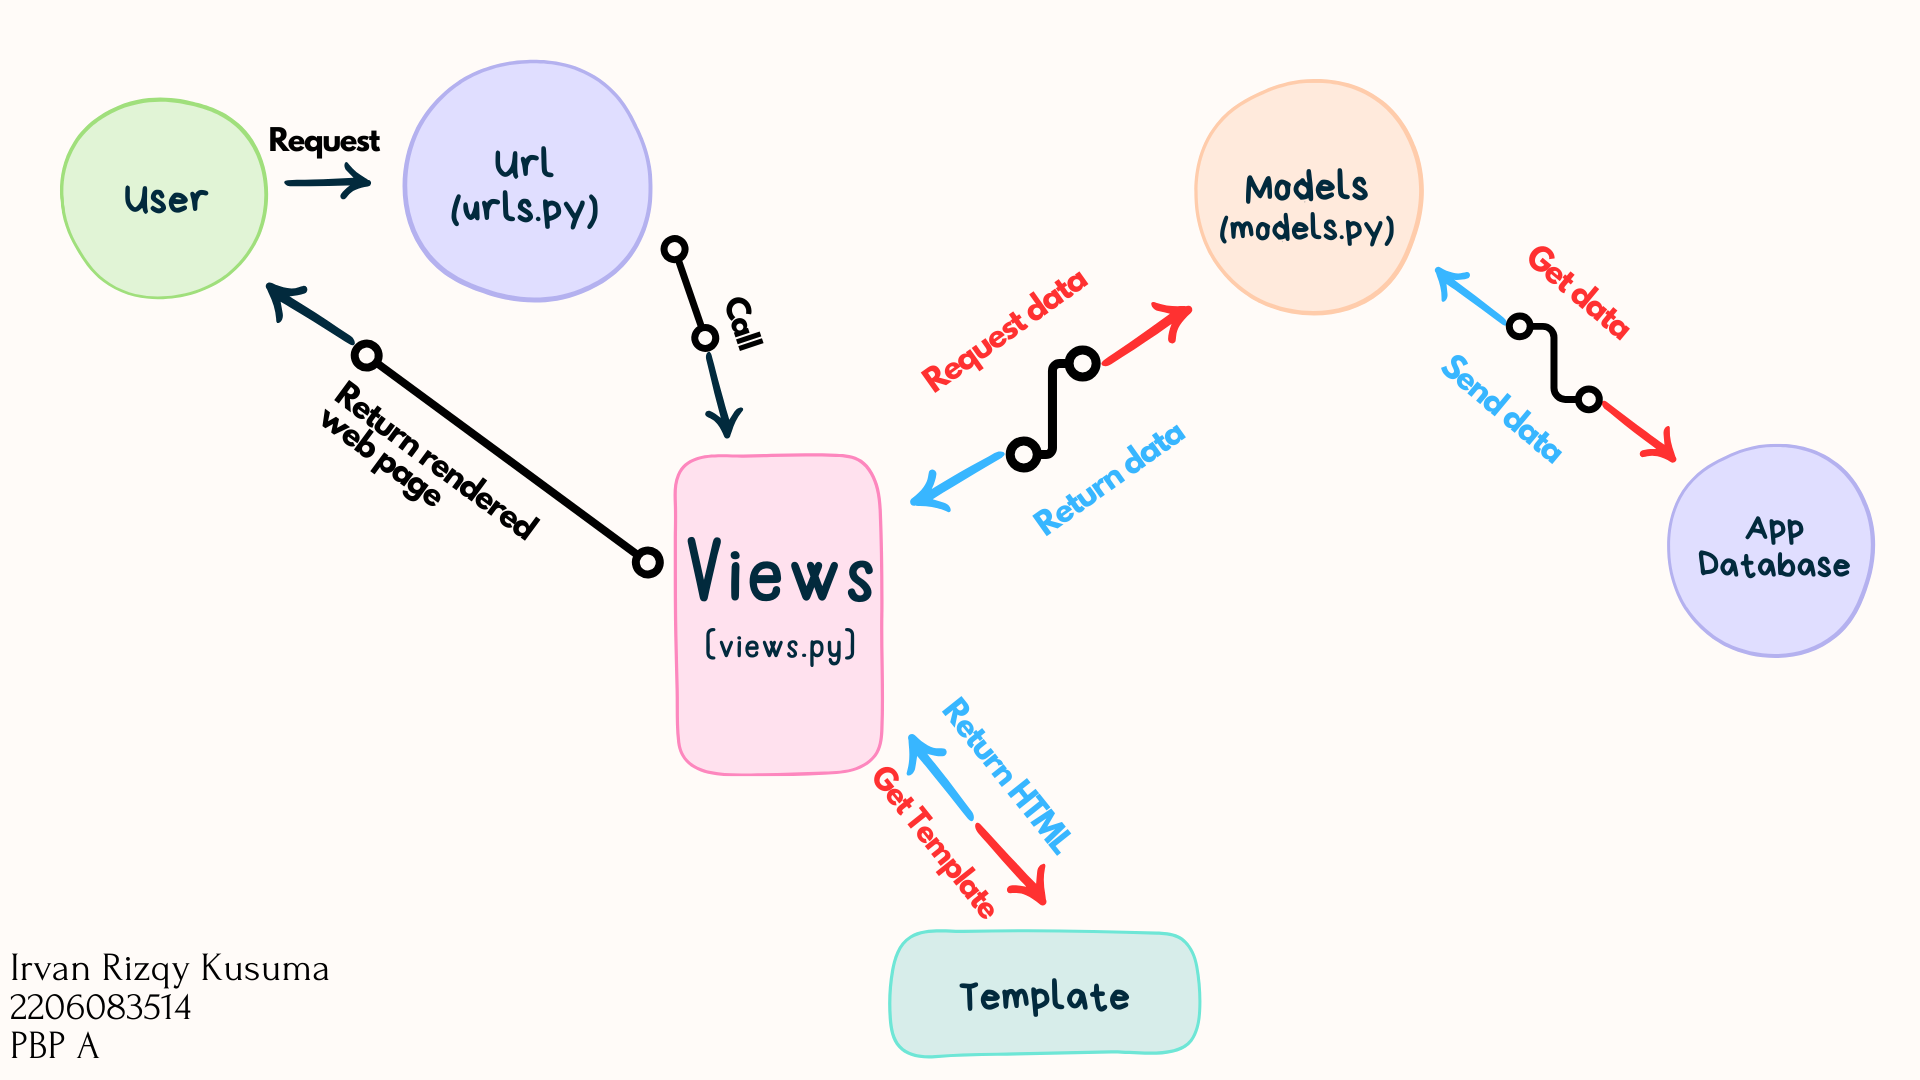 User
Request
Url
(urls.py)
Call
Return rendered
web page
Views
[views.py]
Request data
Return data
Models
(models.py)
Get data
Send data
App
Database
Return HTML
Get Template
Template
Irvan Rizqy Kusuma
2206083514
PBP A